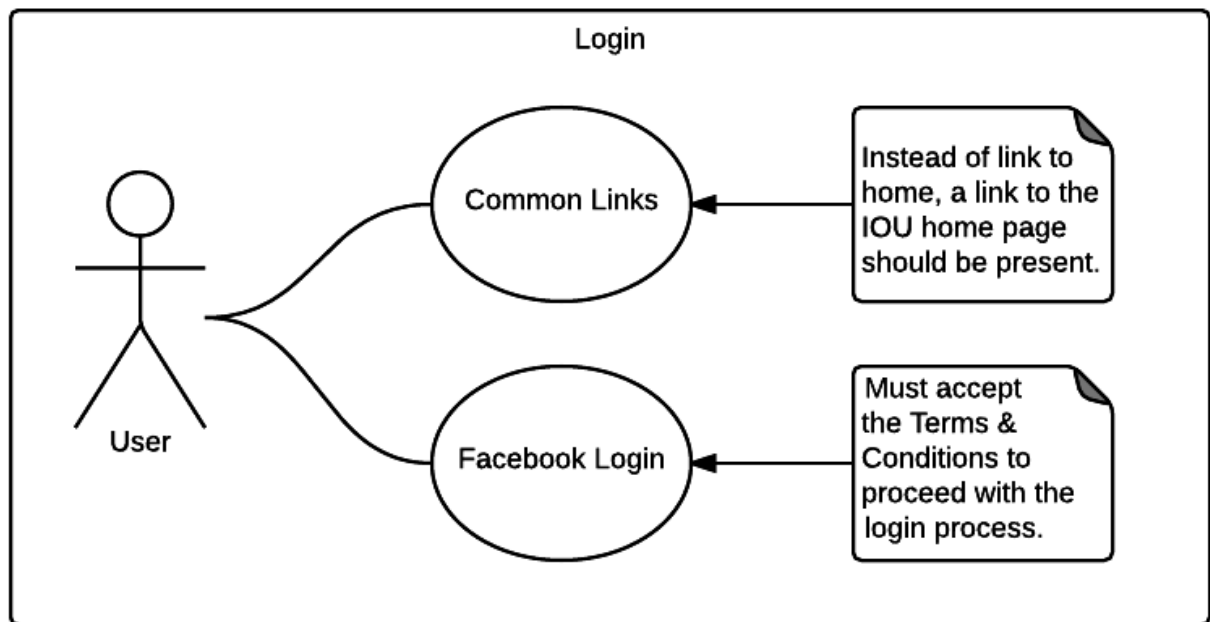 Login
Common Links
Instead of link to
home, a link to the
IOU home page
should be present.
User
Facebook Login
Must accept
the Terms &
Conditions to
proceed with the
login process.